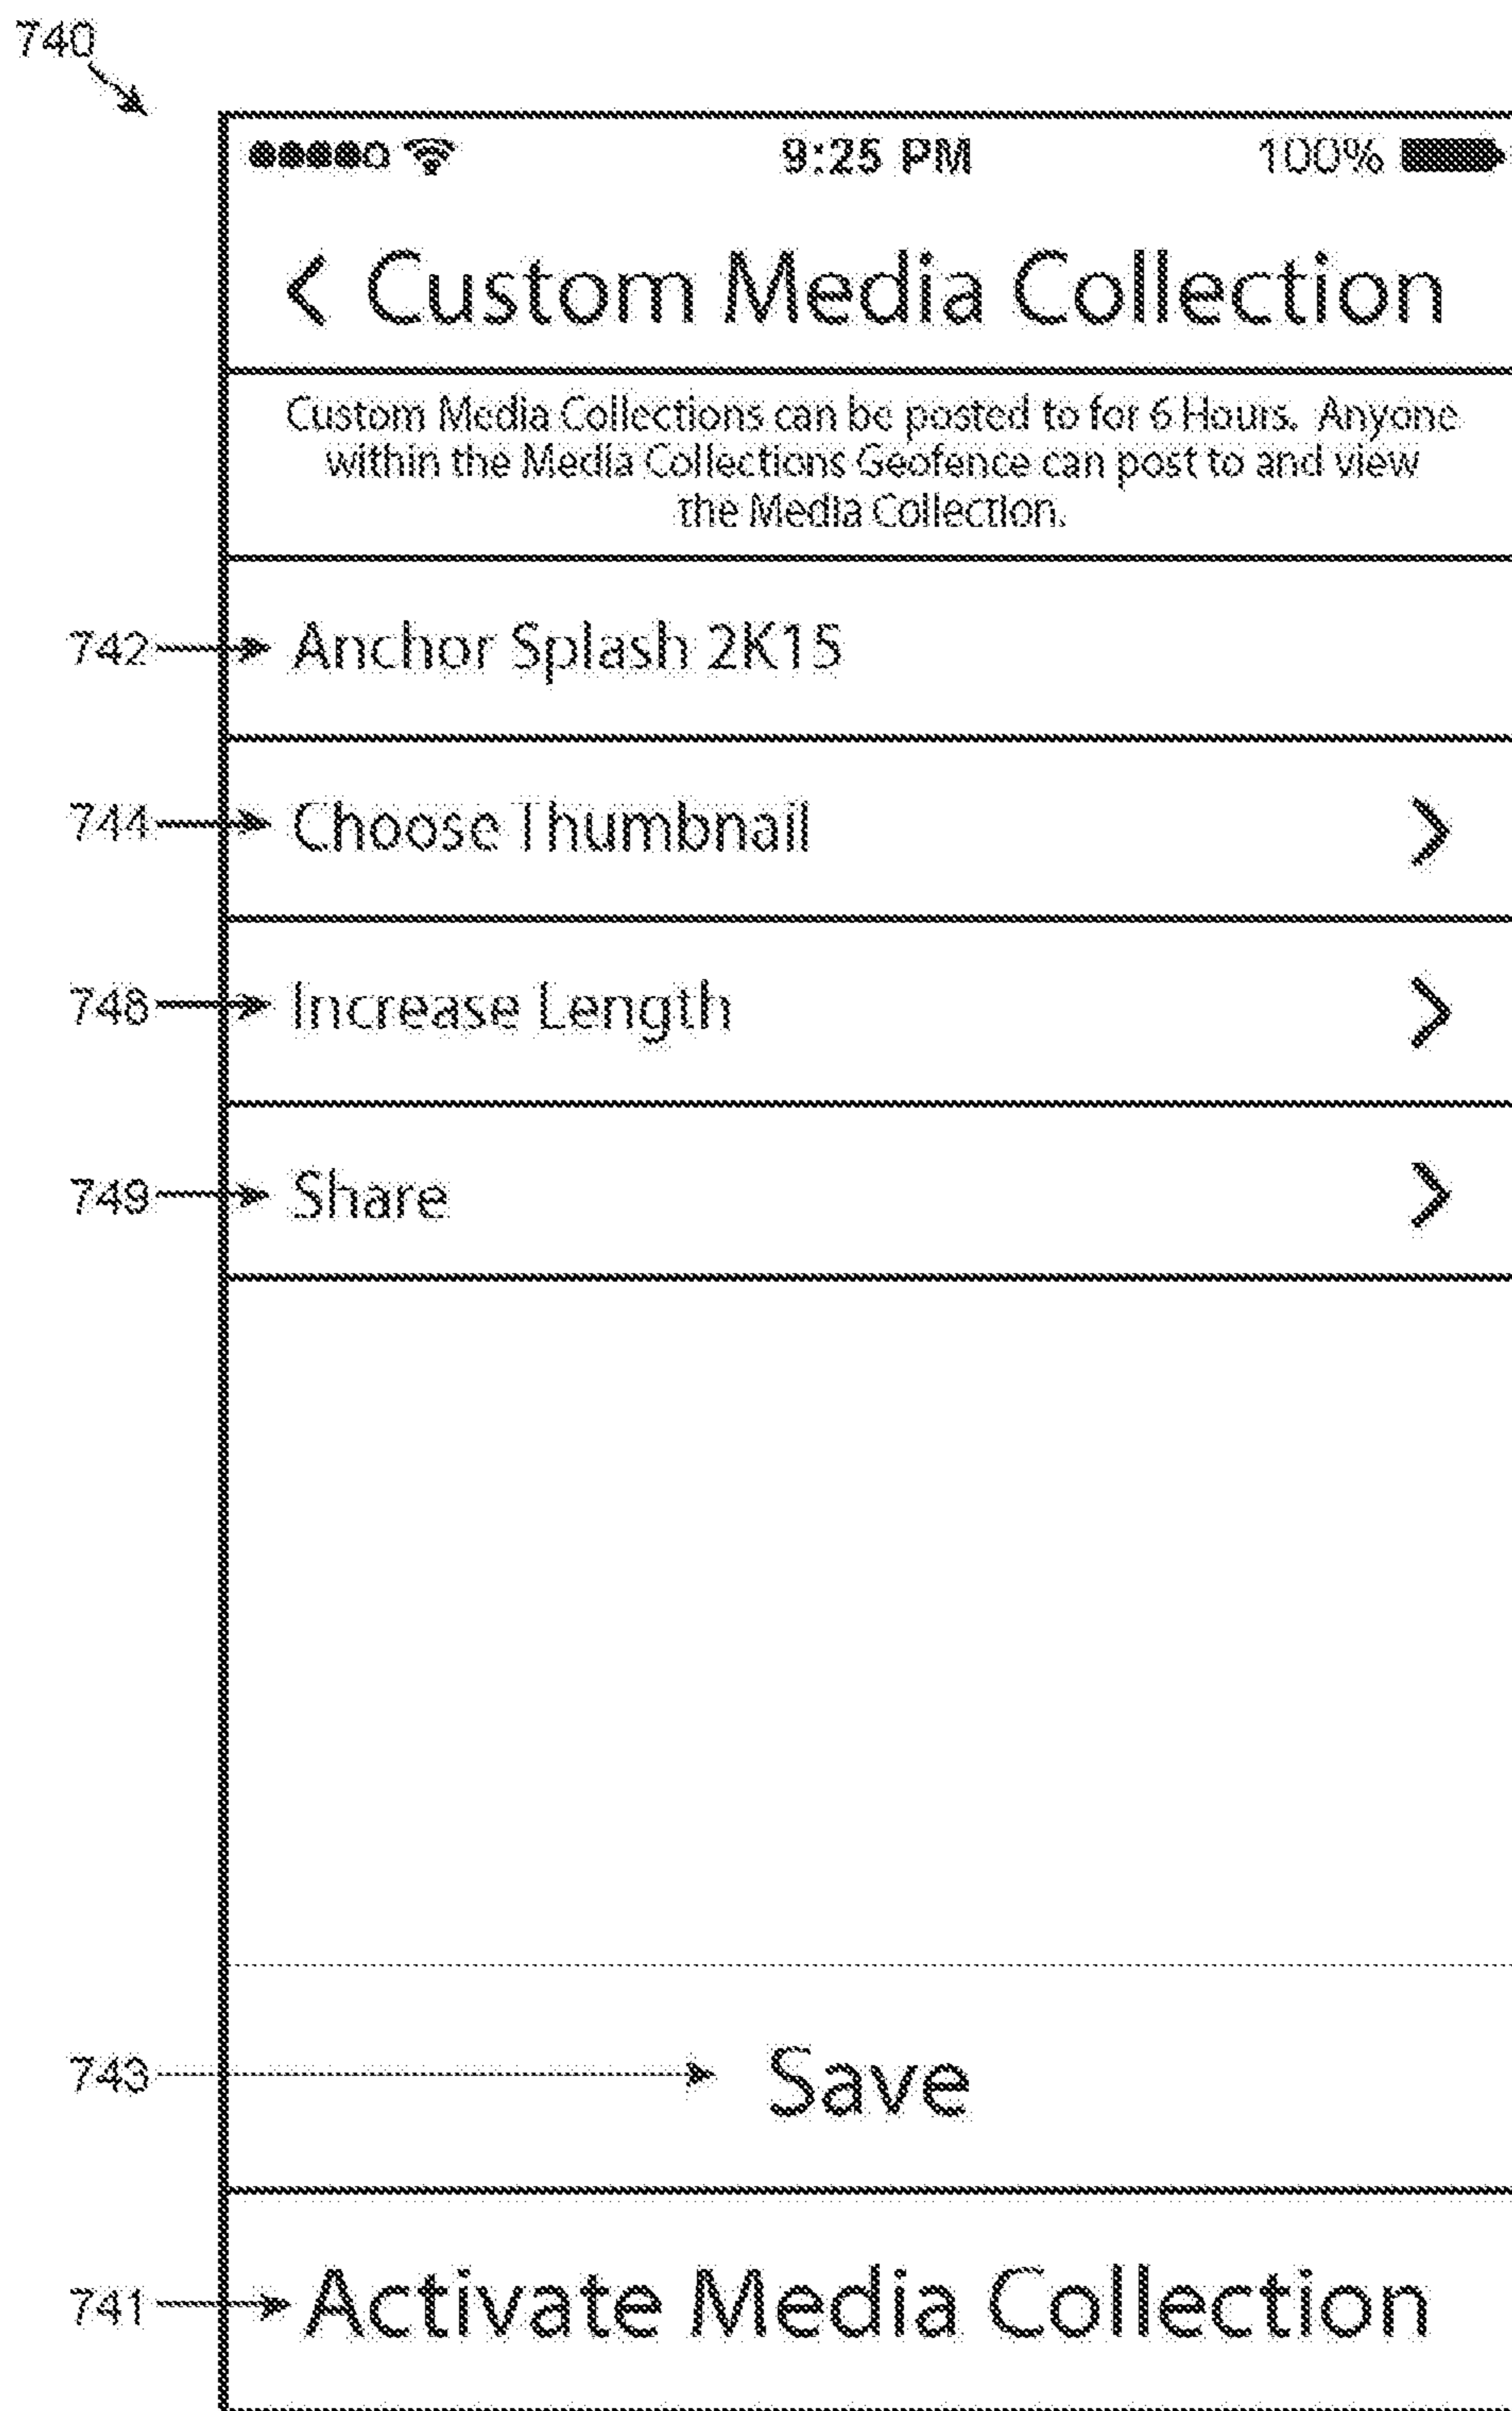 740
9:25 PM 100%
< Custom Media Collection
Custom Media Collections can be posted to for 6 Hours. Anyone
within the Media Collections Geofence can post to and view
the Media Collection.
742 Anchor Splash 2K15
744 Choose Thumbnail >
748 Increase Length >
749 Share >
743 Save
741 Activate Media Collection